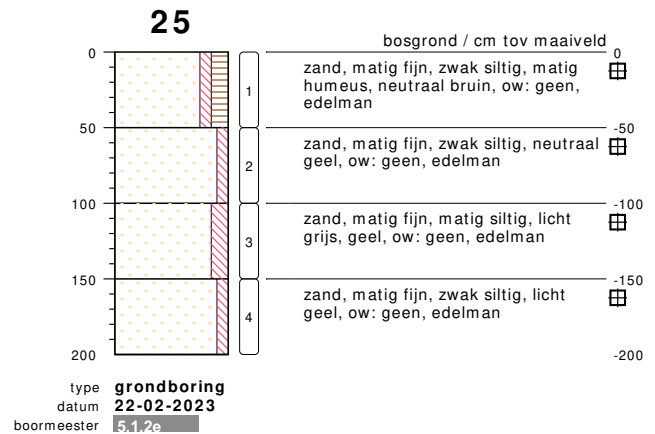 25
bosgrond / cm tov maaiveld
0
0
zand, matig fijn, zwak siltig, matig
humeus, neutraal bruin, ow: geen,
edelman
1
50
-50
zand, matig fijn, zwak siltig, neutraal
geel, ow: geen, edelman
2
100
-100
zand, matig fijn, matig siltig, licht
grijs, geel, ow: geen, edelman
3
150
-150
zand, matig fijn, zwak siltig, licht
geel, ow: geen, edelman
4
200
-200
type grondboring
datum 22-02-2023
boormeester 5.1.2e